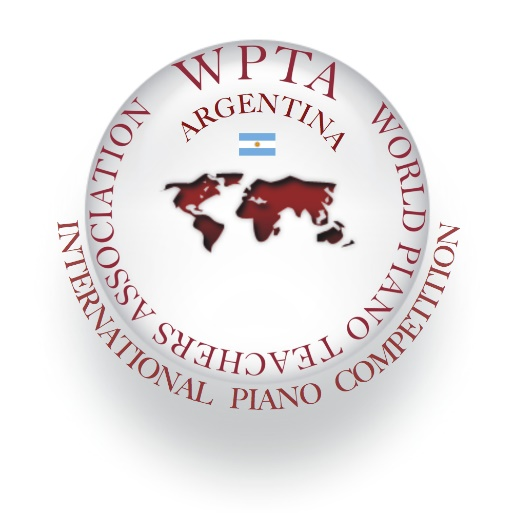 WPTA
ARGENTINA
WORLD PIANO TEACHERS ASSOCIATION
INTERNATIONAL PIANO COMPETITION